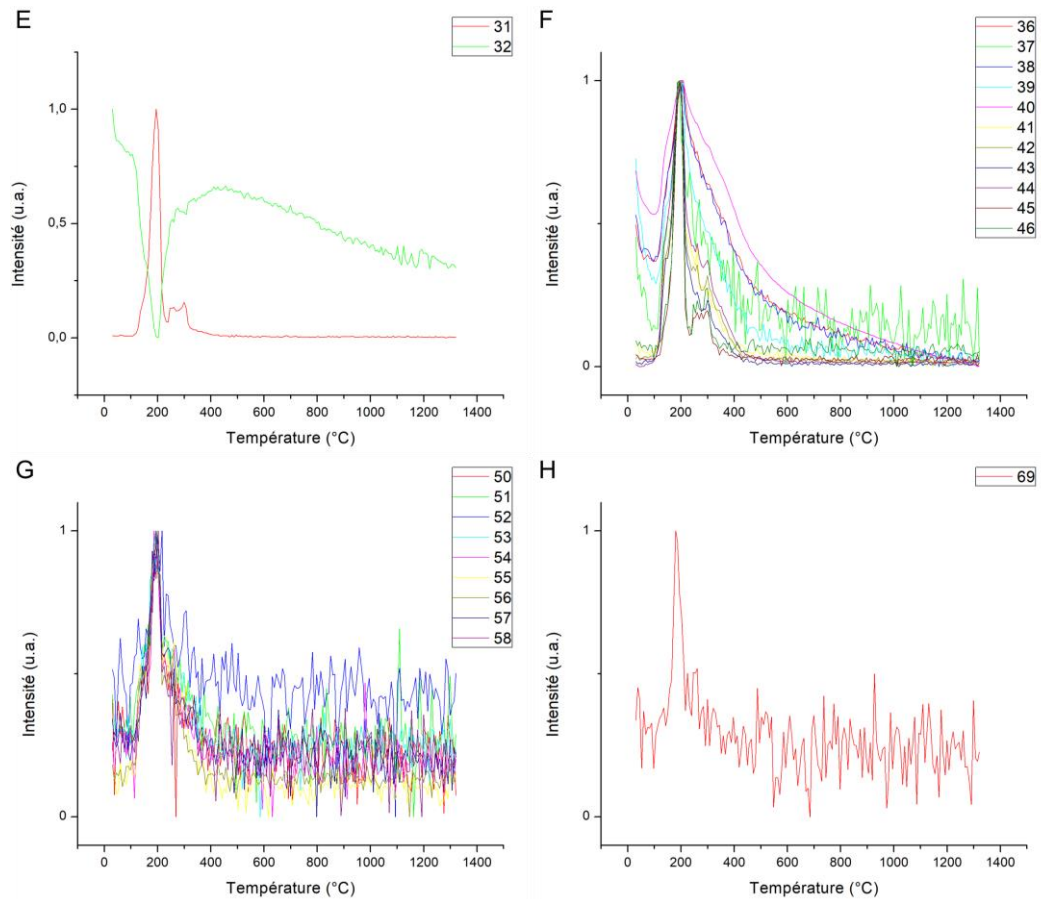 E
31
32
1,0
0,5
0,0
Intensité (u.a.)
0 200 400 600 800 1000 1200 1400
Température (°C)
F
36
37
38
39
40
41
42
43
44
45
46
1
0
Intensité (u.a.)
0 200 400 600 800 1000 1200 1400
Température (°C)
G
50
51
52
53
54
55
56
57
58
1
0
Intensité (u.a.)
0 200 400 600 800 1000 1200 1400
Température (°C)
H
69
1
0
Intensité (u.a.)
0 200 400 600 800 1000 1200 1400
Température (°C)